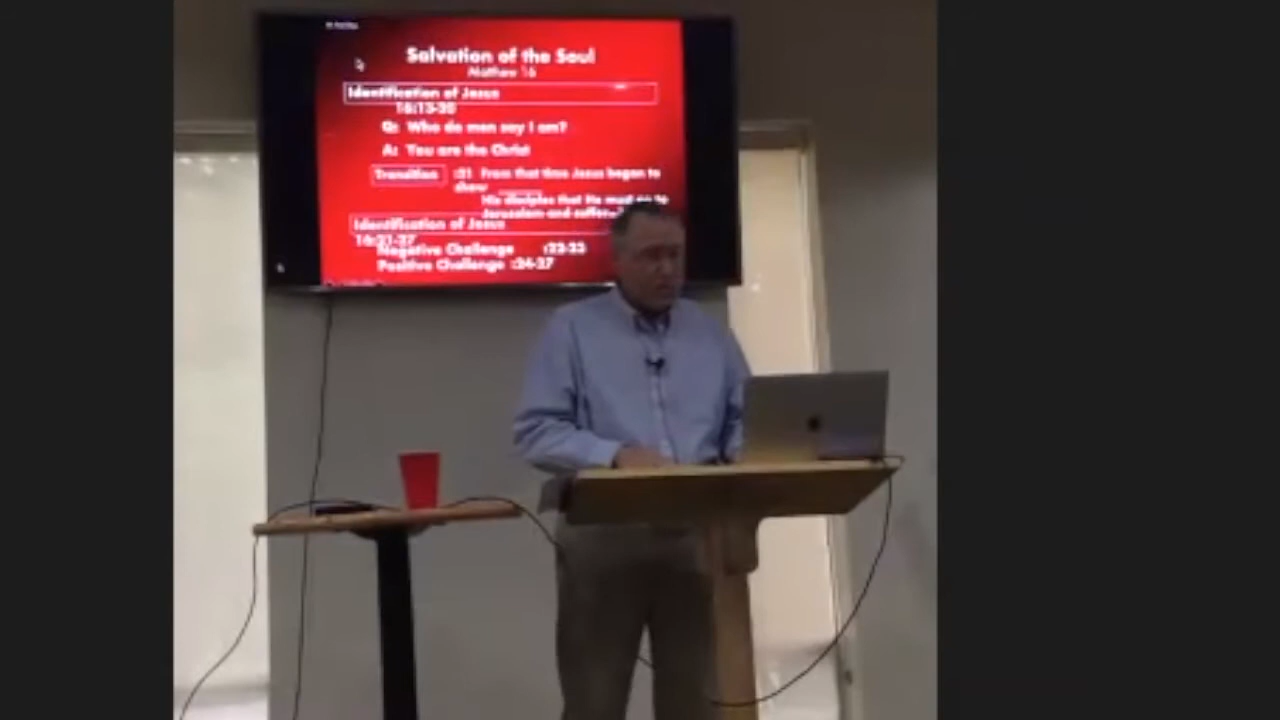 Salvation of the Soul
Matthew 16
Identification of Jesus
16:13-20
Q: Who do men say I am?
A: You are the Christ
Transition :21 From that time Jesus began to
show
His disciples that He must go to
Jerusalem and suffer
Identification of Jesus
16:21-27
Negative Challenge :22-23
Positive Challenge :24-27